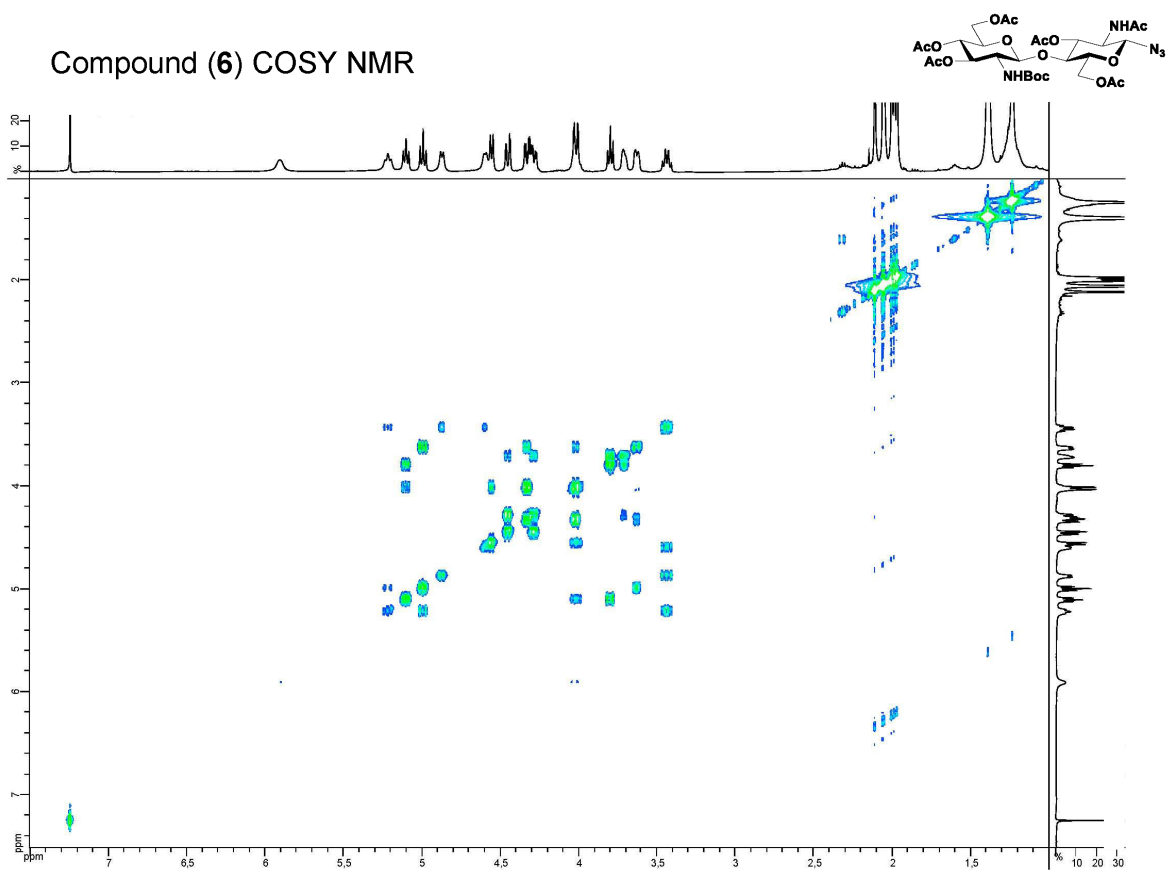 Compound (6) COSY NMR
OAc
NHAc
AcO
O
AcO
N3
AcO
O
O
NHBoc
OAc
20
10
%
2
3
4
5
6
7
ppm
ppm 7 6,5 6 5,5 5 4,5 4 3,5 3 2,5 2 1,5
% 10 20 30